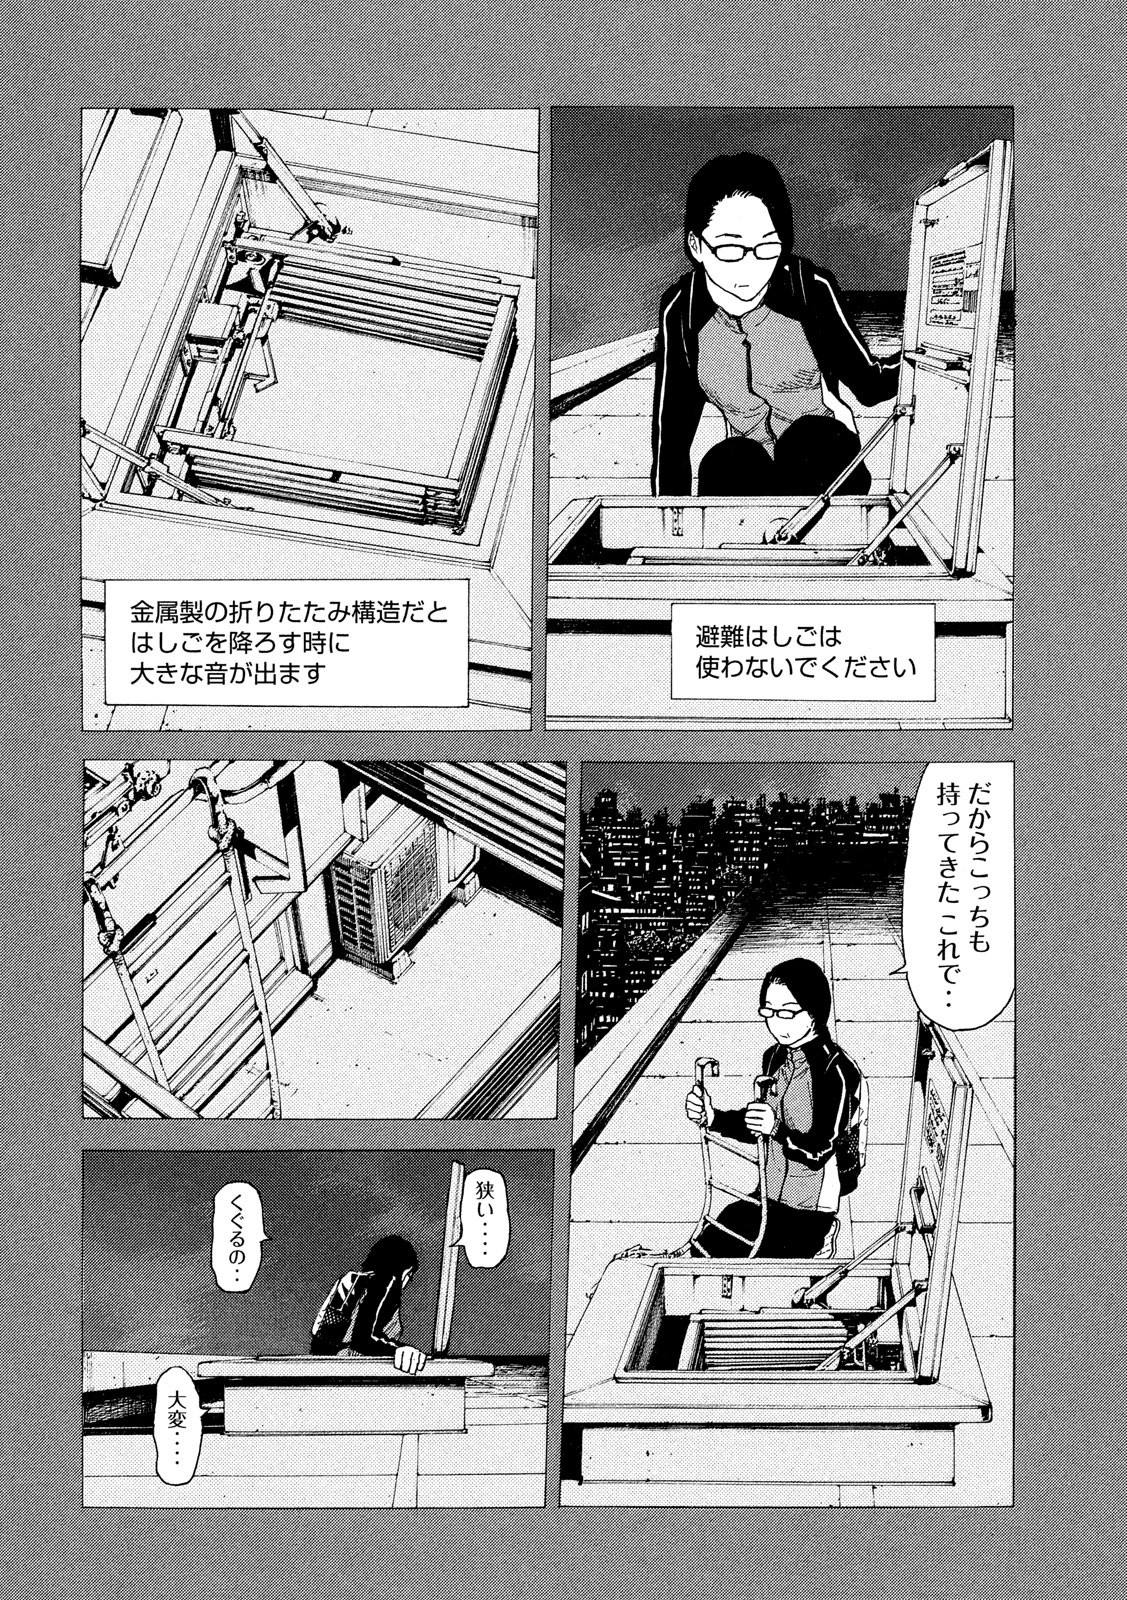 避難はしごは
使わないでください
金属製の折りたたみ構造だと
はしごを降ろす時に
大きな音が出ます
だからこっちも
持ってきた これで‥
狭い‥‥
くぐるの‥
大変‥‥